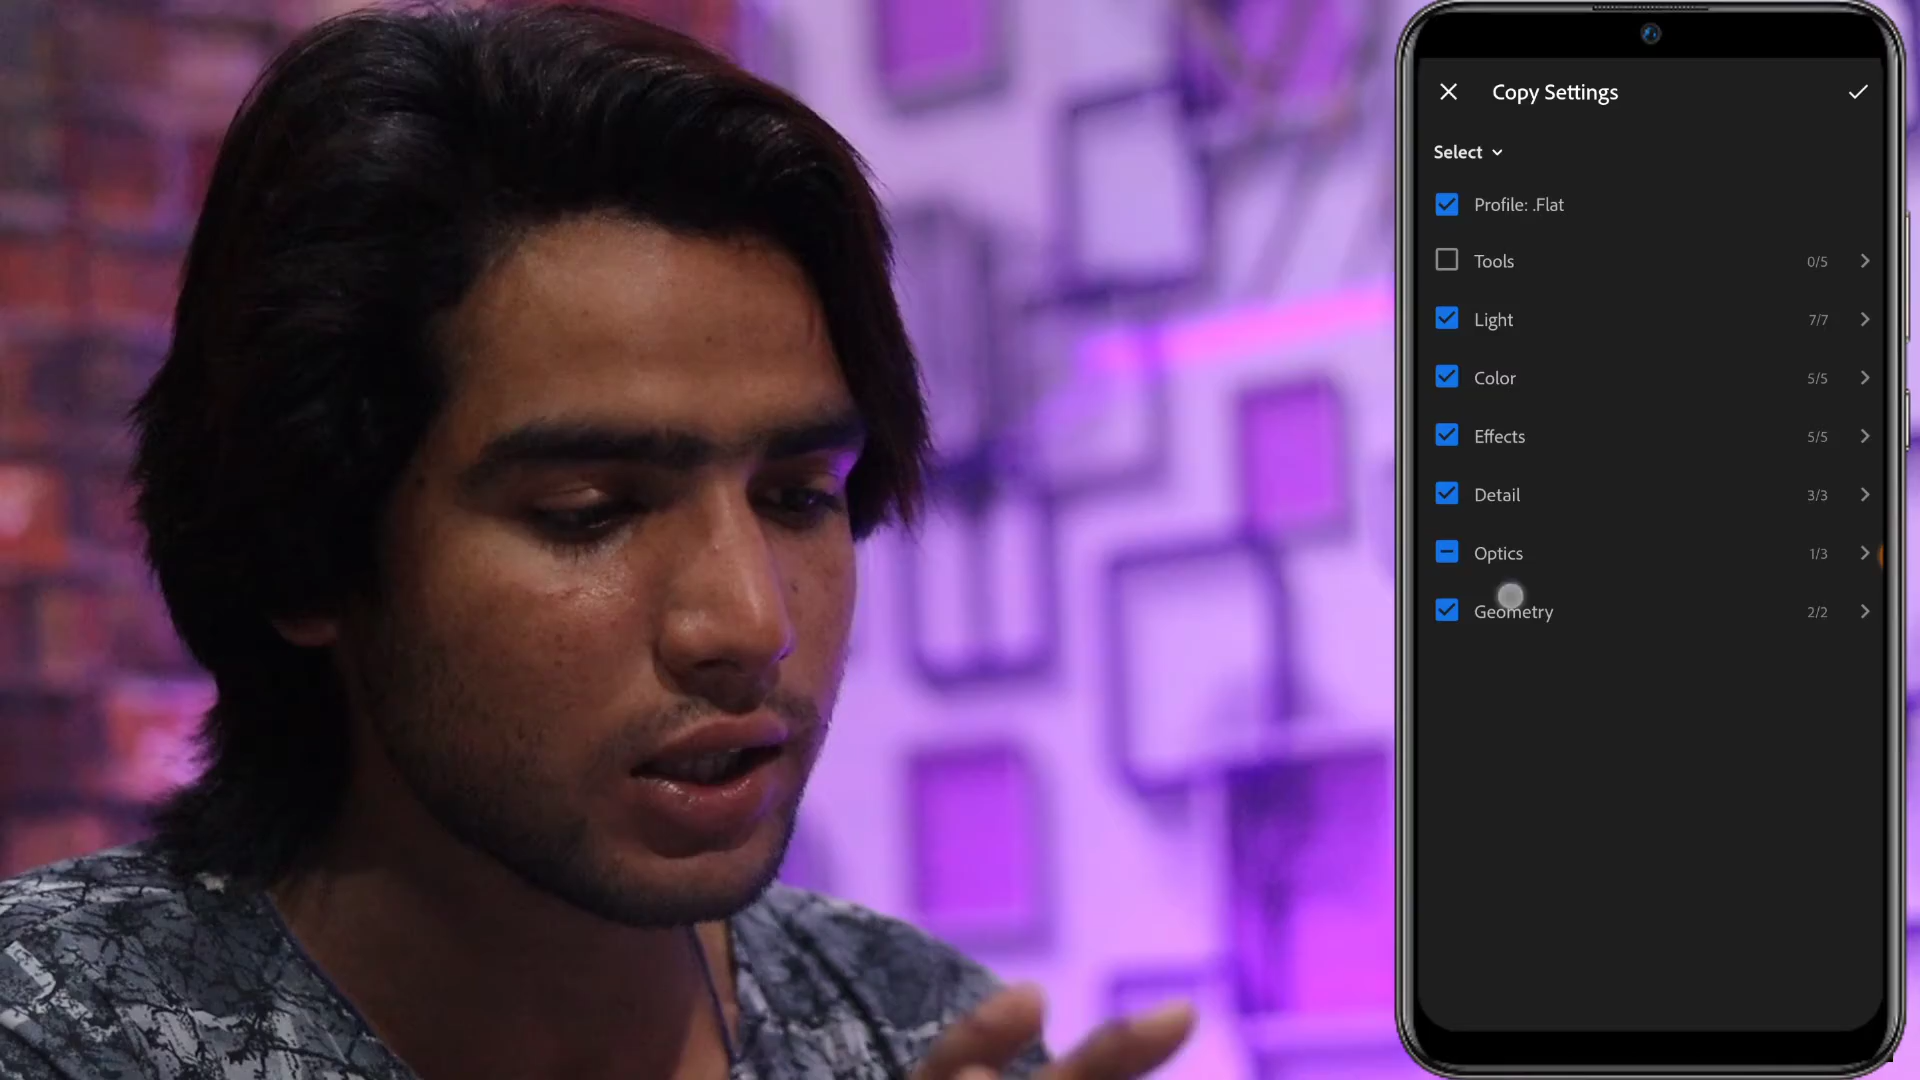 Copy Settings
Select
Profile: .Flat
Tools 0/5
Light 7/7
Color 5/5
Effects 5/5
Detail 3/3
Optics 1/3
Geometry 2/2